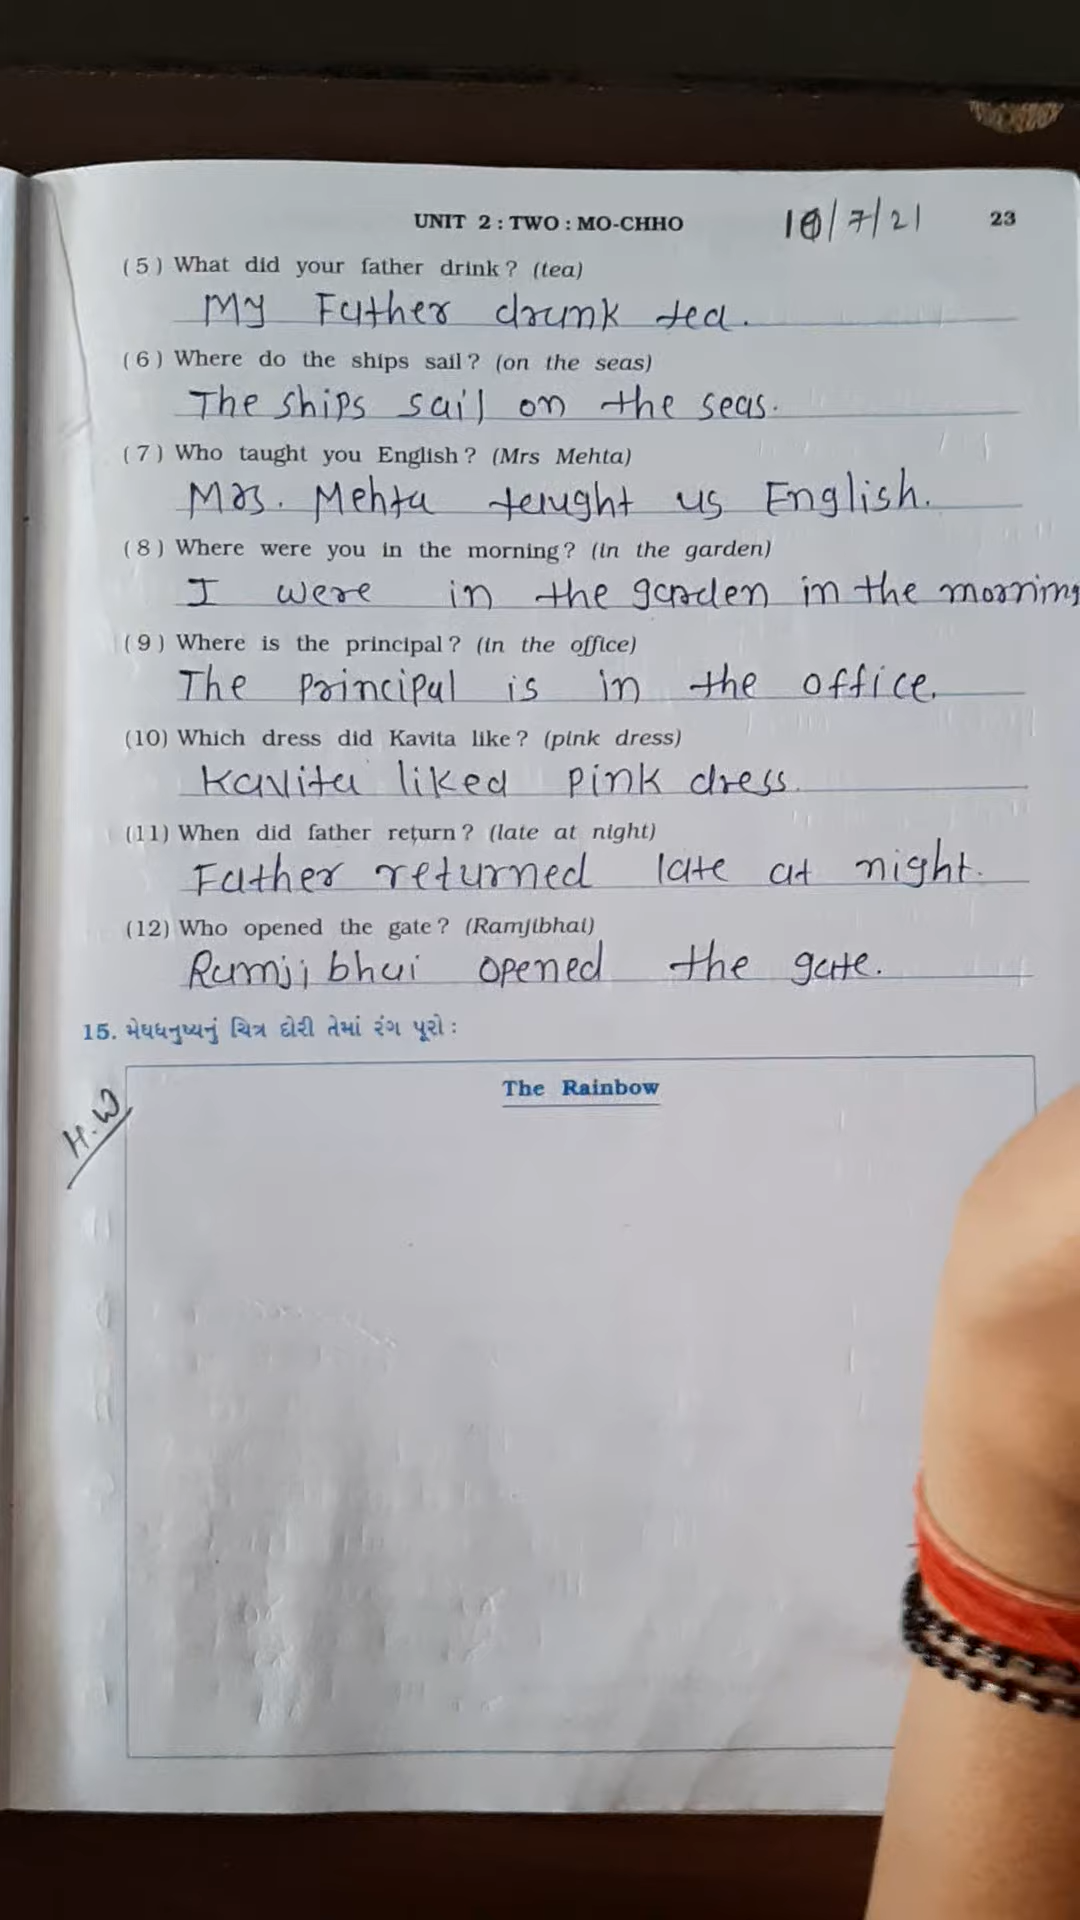 UNIT 2 : TWO : MO-CHHO 10/7/21 23
(5) What did your father drink? (tea)
My Father drunk tea.
(6) Where do the ships sail? (on the seas)
The ships sail on the seas.
(7) Who taught you English? (Mrs Mehta)
Mrs. Mehta taught us English.
(8) Where were you in the morning? (in the garden)
I were in the garden in the morning
(9) Where is the principal? (in the office)
The principal is in the office.
(10) Which dress did Kavita like? (pink dress)
Kavita liked pink dress.
(11) When did father return? (late at night)
Father returned late at night.
(12) Who opened the gate? (Ramjibhai)
Ramjibhai opened the gate.
15. મેઘધનુષ્યનું ચિત્ર દોરી તેમાં રંગ પૂરો :
The Rainbow
H.W